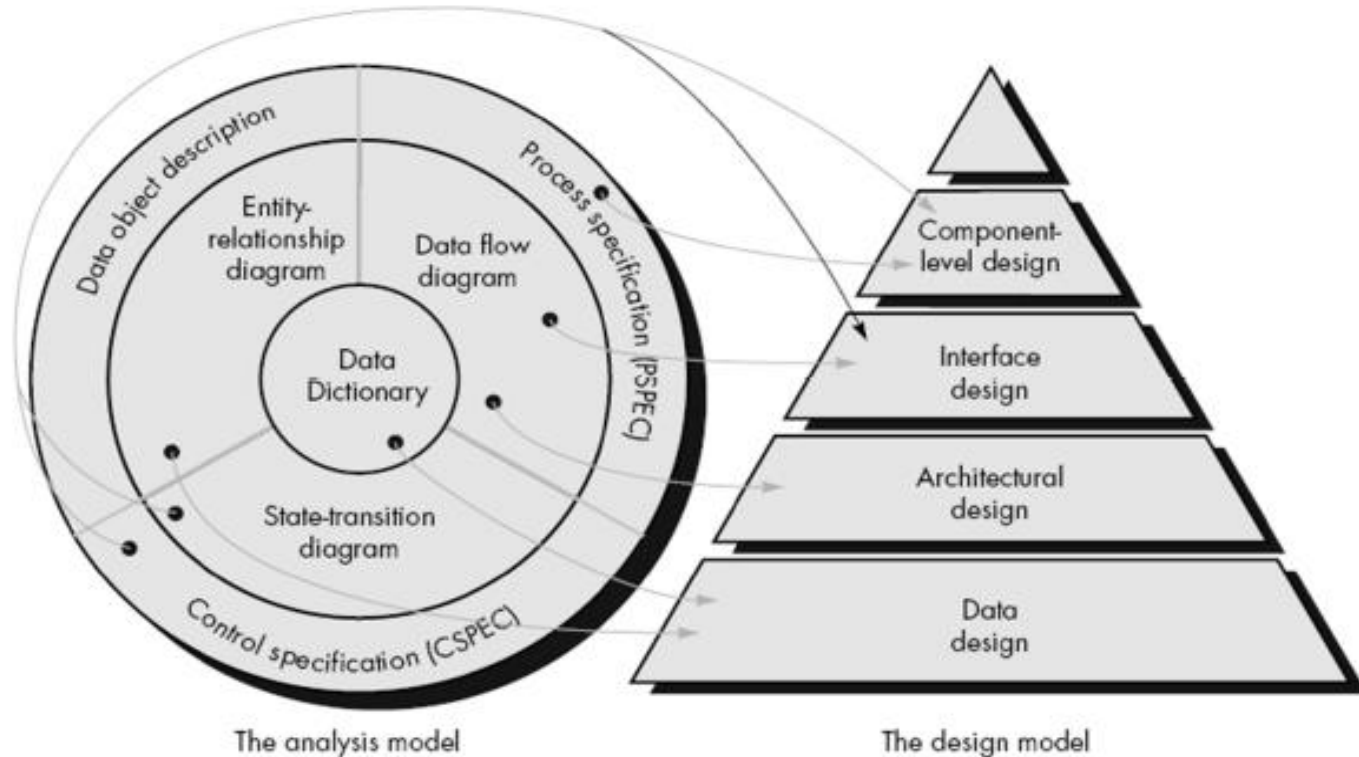 Data object description
Process specification (PSPEC)
Control specification (CSPEC)
Entity-
relationship
diagram
Data flow
diagram
Data
Dictionary
State-transition
diagram
Component-
level design
Interface
design
Architectural
design
Data
design
The analysis model
The design model